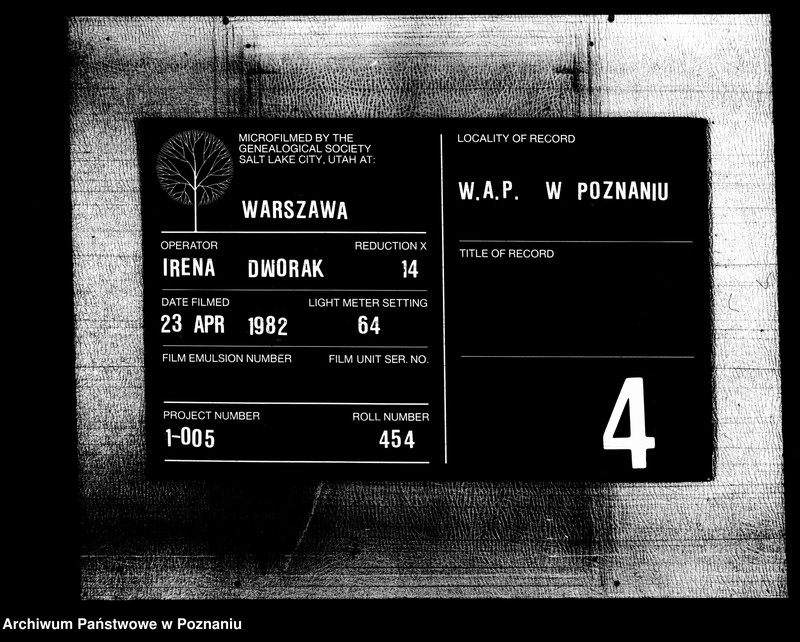 MICROFILMED BY THE
GENEALOGICAL SOCIETY
SALT LAKE CITY, UTAH AT:
WARSZAWA
OPERATOR REDUCTION X
IRENA DWORAK 14
DATE FILMED LIGHT METER SETTING
23 APR 1982 64
FILM EMULSION NUMBER FILM UNIT SER. NO.
PROJECT NUMBER ROLL NUMBER
1-005 454
LOCALITY OF RECORD
W.A.P. W POZNANIU
TITLE OF RECORD
4
Archiwum Państwowe w Poznaniu